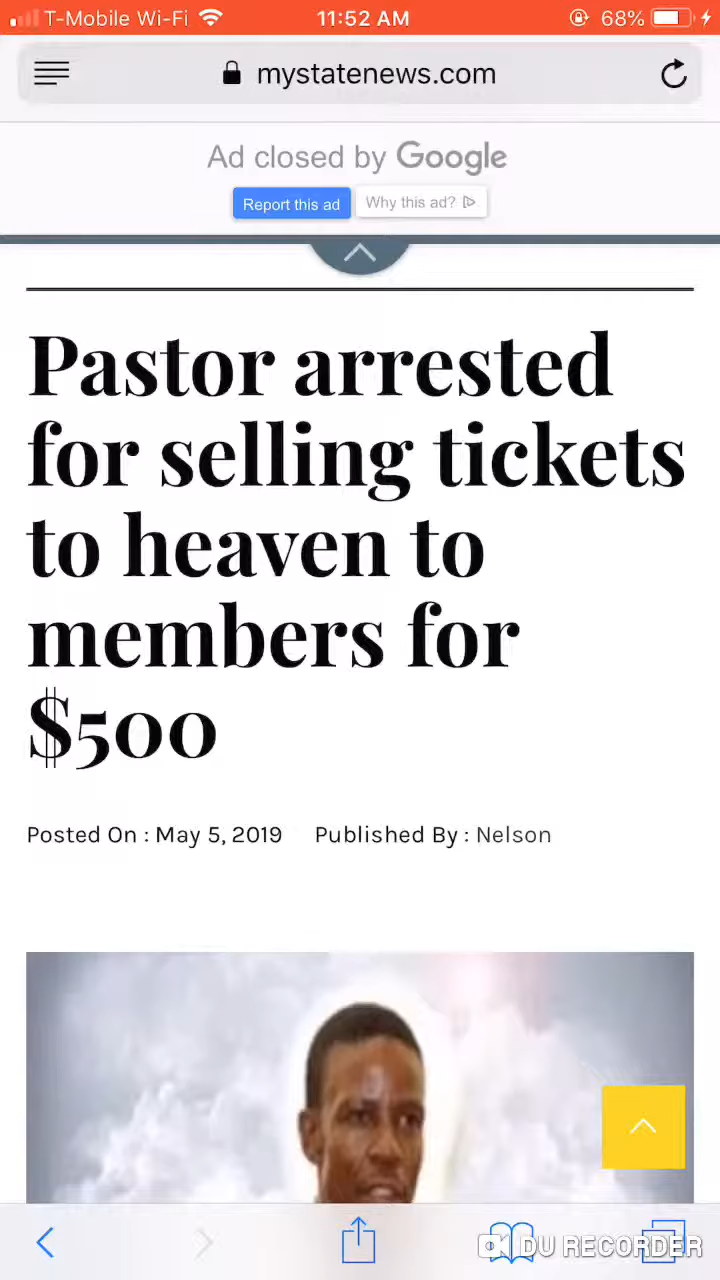 T-Mobile Wi-Fi 11:52 AM 68%
mystatenews.com
Ad closed by Google
Report this ad Why this ad?
Pastor arrested
for selling tickets
to heaven to
members for
$500
Posted On : May 5, 2019 Published By : Nelson
DU RECORDER